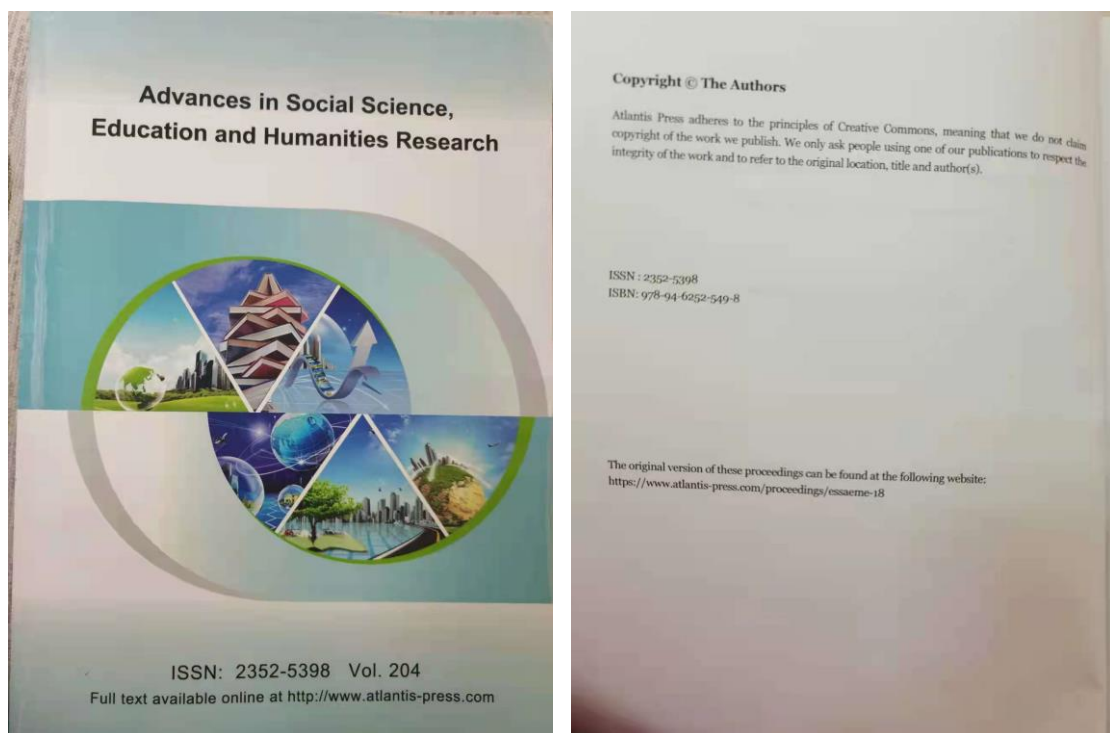 Advances in Social Science,
Education and Humanities Research
ISSN: 2352-5398 Vol. 204
Full text available online at http://www.atlantis-press.com
Copyright © The Authors
Atlantis Press adheres to the principles of Creative Commons, meaning that we do not claim
copyright of the work we publish. We only ask people using one of our publications to respect the
integrity of the work and to refer to the original location, title and author(s).
ISSN : 2352-5398
ISBN: 978-94-6252-549-8
The original version of these proceedings can be found at the following website:
https://www.atlantis-press.com/proceedings/essaeme-18